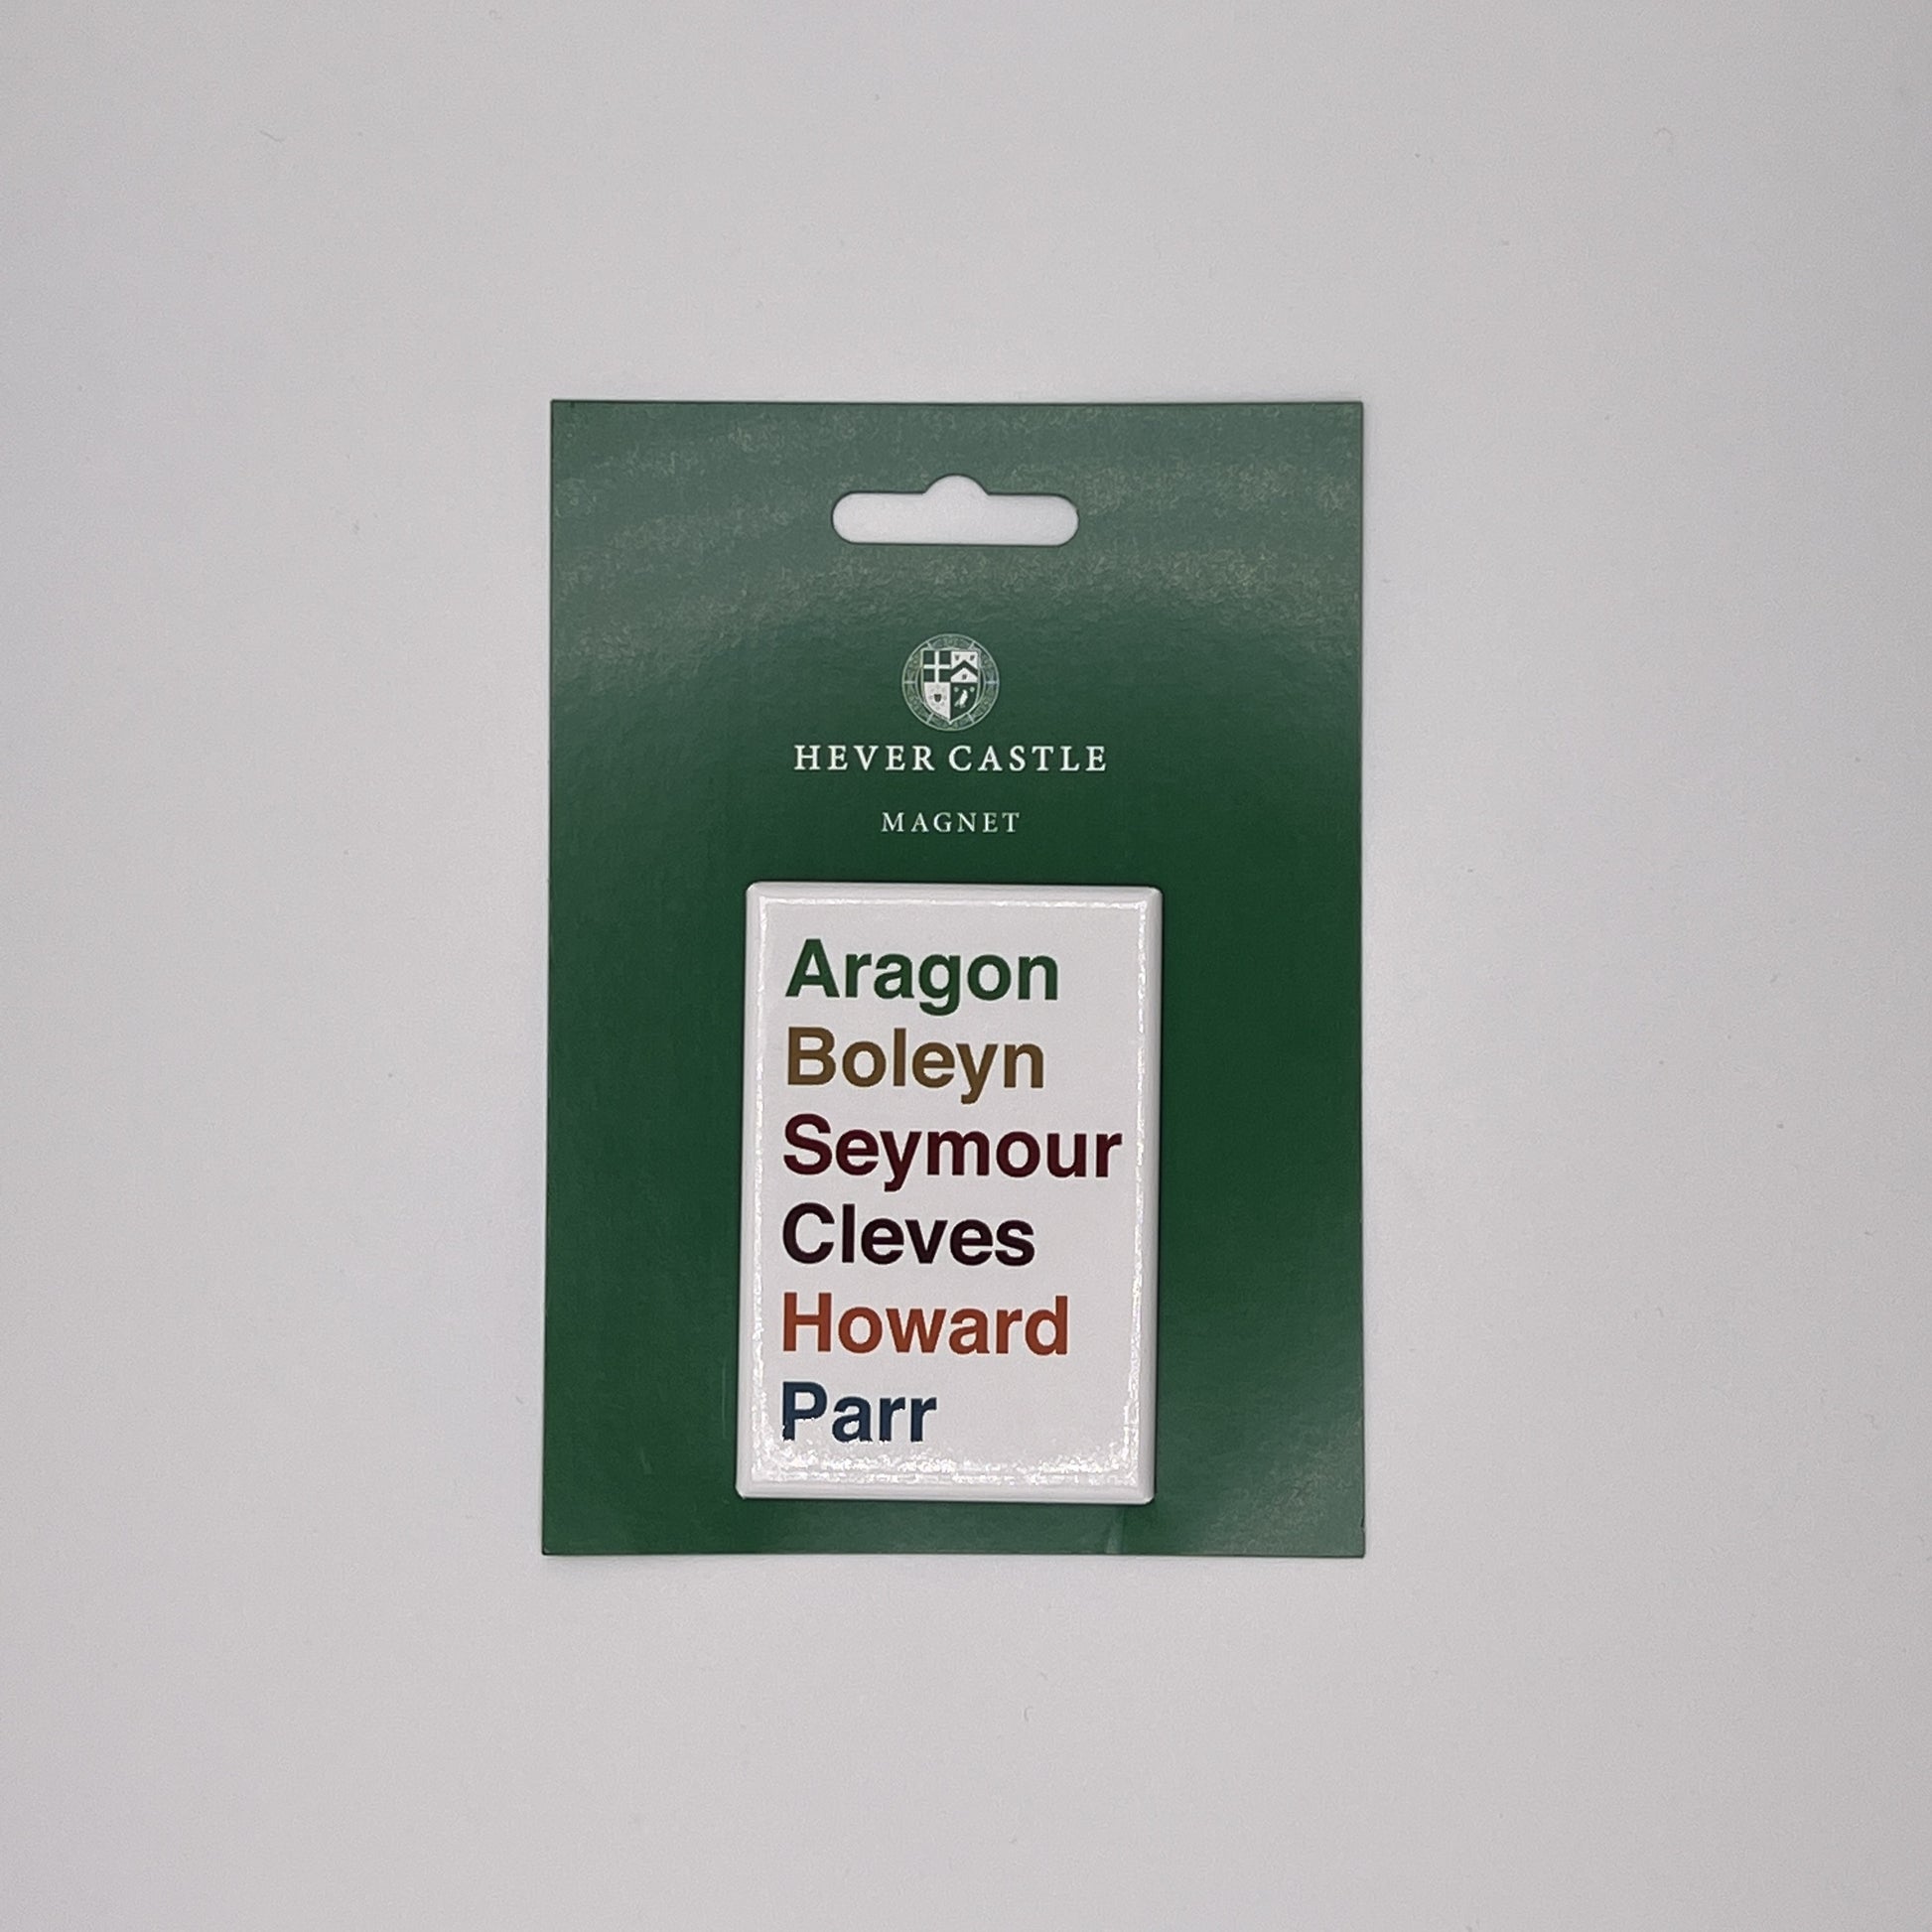 HEVER CASTLE
MAGNET
Aragon
Boleyn
Seymour
Cleves
Howard
Parr